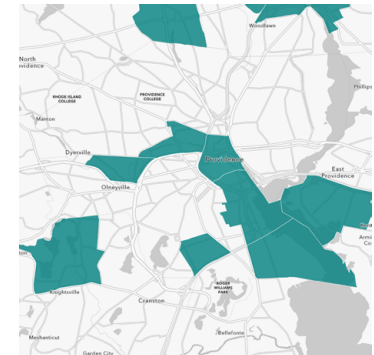 Woodlawn
North
Providence
RHODE ISLAND
COLLEGE
PROVIDENCE
COLLEGE
Phillips
Manton
Dyerville
Providence
East
Providence
Olneyville
Knightsville
Cranston
ROGER
WILLIAMS
PARK
Bellefonte
Meshanticut
Garden City